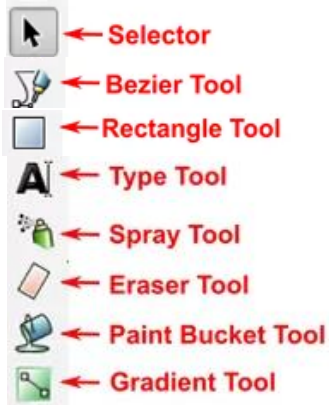 Selector
Bezier Tool
Rectangle Tool
Type Tool
Spray Tool
Eraser Tool
Paint Bucket Tool
Gradient Tool